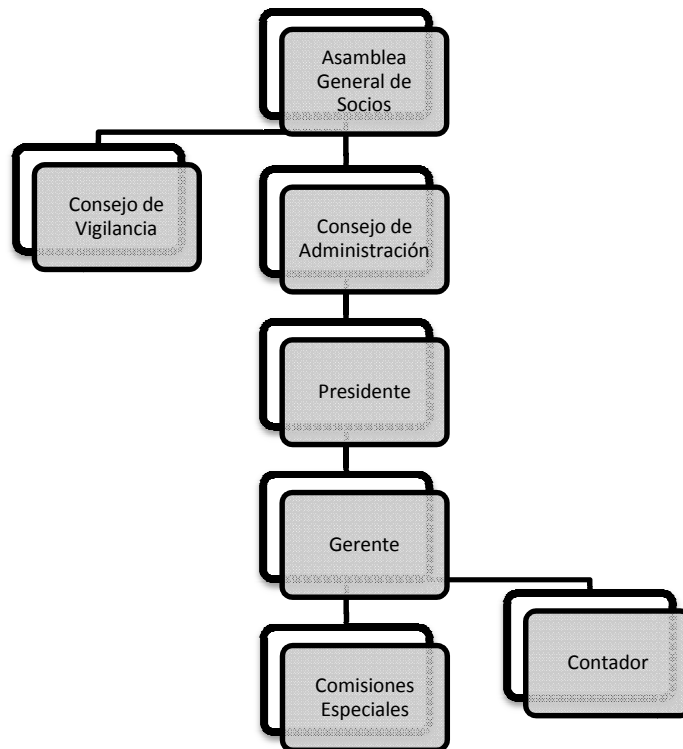 Asamblea
General de
Socios
Consejo de
Vigilancia
Consejo de
Administración
Presidente
Gerente
Contador
Comisiones
Especiales